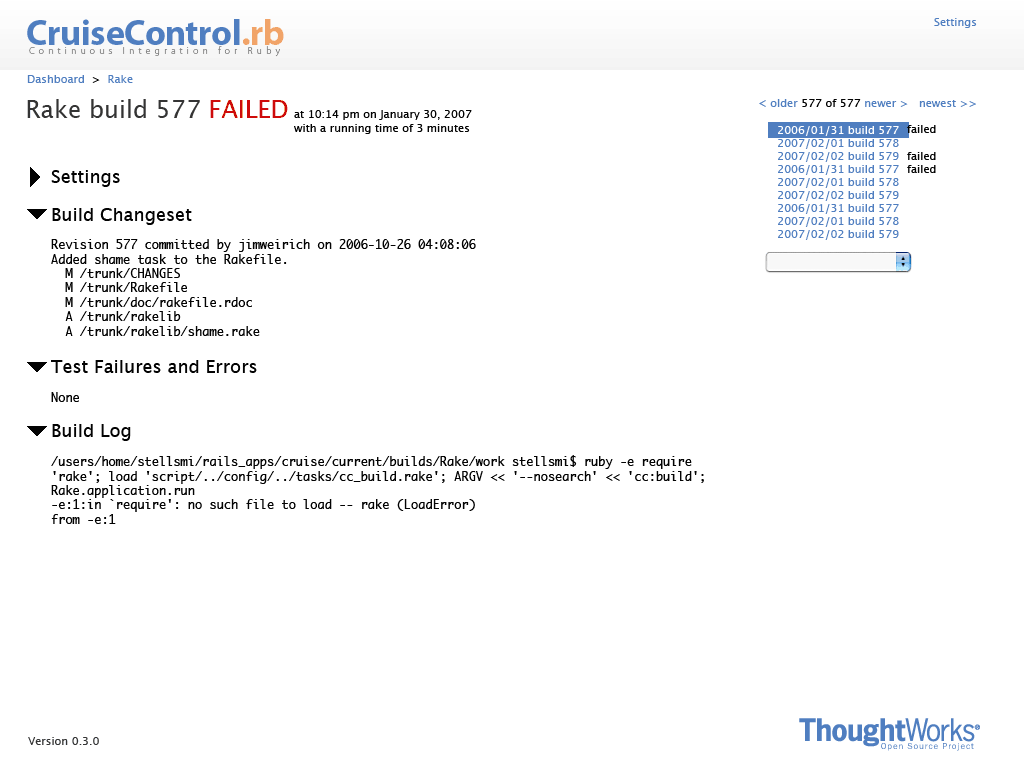 CruiseControl.rb
Continuous Integration for Ruby
Settings
Dashboard > Rake
Rake build 577 FAILED at 10:14 pm on January 30, 2007
with a running time of 3 minutes
< older 577 of 577 newer > newest >>
2006/01/31 build 577 failed
2007/02/01 build 578
2007/02/02 build 579 failed
2006/01/31 build 577 failed
2007/02/01 build 578
2007/02/02 build 579
2006/01/31 build 577
2007/02/01 build 578
2007/02/02 build 579
Settings
Build Changeset
Revision 577 committed by jimweirich on 2006-10-26 04:08:06
Added shame task to the Rakefile.
M /trunk/CHANGES
M /trunk/Rakefile
M /trunk/doc/rakefile.rdoc
A /trunk/rakelib
A /trunk/rakelib/shame.rake
Test Failures and Errors
None
Build Log
/users/home/stellsmi/rails_apps/cruise/current/builds/Rake/work stellsmi$ ruby -e require
'rake'; load 'script/../config/../tasks/cc_build.rake'; ARGV << '--nosearch' << 'cc:build';
Rake.application.run
-e:1:in `require': no such file to load -- rake (LoadError)
from -e:1
Version 0.3.0
ThoughtWorks®
Open Source Project